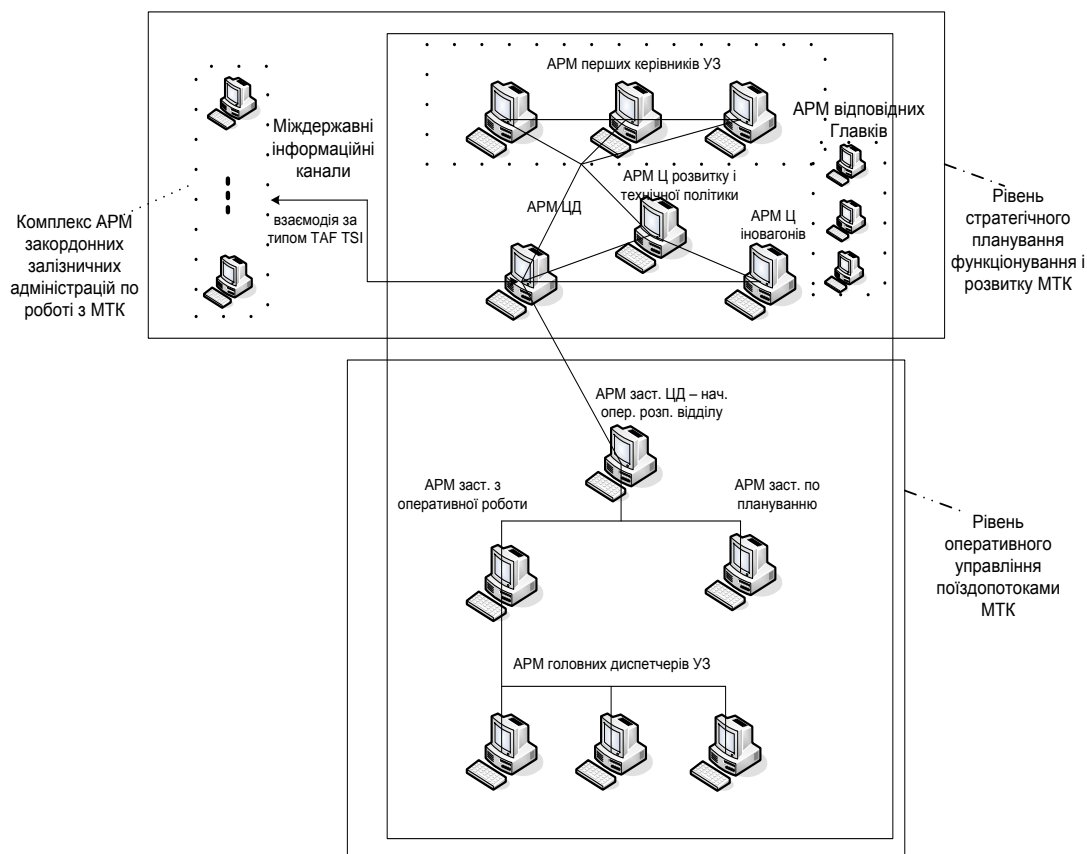 АРМ перших керівників УЗ
АРМ відповідних
Главків
Міждержавні
інформаційні
канали
АРМ Ц розвитку і
технічної політики
АРМ ЦД
АРМ Ц
іновагонів
взаємодія за
типом TAF TSI
Комплекс АРМ
закордонних
залізничних
адміністрацій по
роботі з МТК
Рівень
стратегічного
планування
функціонування і
розвитку МТК
АРМ заст. ЦД – нач.
опер. розп. відділу
АРМ заст. з
оперативної роботи
АРМ заст. по
плануванню
Рівень
оперативного
управління
поїздопотоками
МТК
АРМ головних диспетчерів УЗ